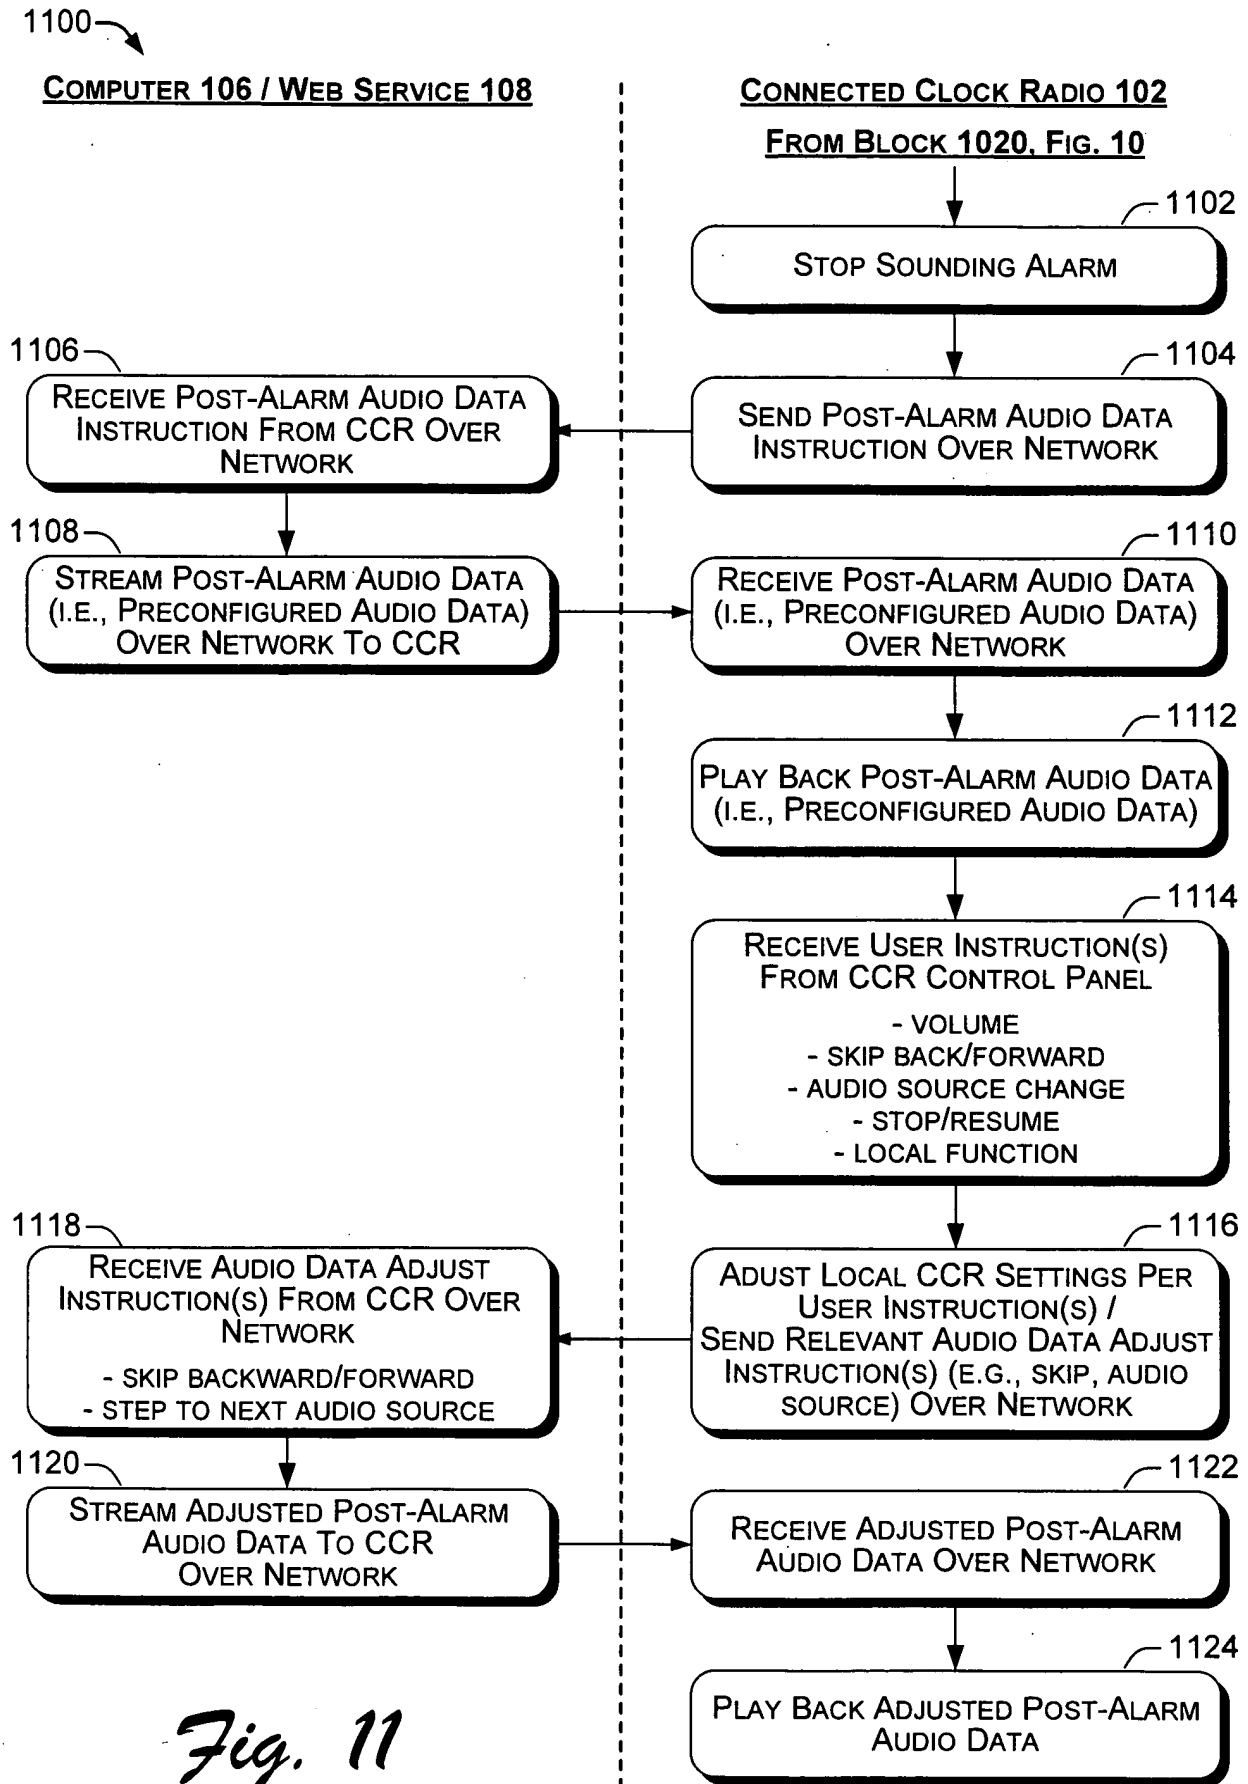 1100
COMPUTER 106 / WEB SERVICE 108
CONNECTED CLOCK RADIO 102
FROM BLOCK 1020, FIG. 10
1102
STOP SOUNDING ALARM
1104
SEND POST-ALARM AUDIO DATA
INSTRUCTION OVER NETWORK
1106
RECEIVE POST-ALARM AUDIO DATA
INSTRUCTION FROM CCR OVER
NETWORK
1108
STREAM POST-ALARM AUDIO DATA
(I.E., PRECONFIGURED AUDIO DATA)
OVER NETWORK TO CCR
1110
RECEIVE POST-ALARM AUDIO DATA
(I.E., PRECONFIGURED AUDIO DATA)
OVER NETWORK
1112
PLAY BACK POST-ALARM AUDIO DATA
(I.E., PRECONFIGURED AUDIO DATA)
1114
RECEIVE USER INSTRUCTION(S)
FROM CCR CONTROL PANEL
- VOLUME
- SKIP BACK/FORWARD
- AUDIO SOURCE CHANGE
- STOP/RESUME
- LOCAL FUNCTION
1116
ADUST LOCAL CCR SETTINGS PER
USER INSTRUCTION(S) /
SEND RELEVANT AUDIO DATA ADJUST
INSTRUCTION(S) (E.G., SKIP, AUDIO
SOURCE) OVER NETWORK
1118
RECEIVE AUDIO DATA ADJUST
INSTRUCTION(S) FROM CCR OVER
NETWORK
- SKIP BACKWARD/FORWARD
- STEP TO NEXT AUDIO SOURCE
1120
STREAM ADJUSTED POST-ALARM
AUDIO DATA TO CCR
OVER NETWORK
1122
RECEIVE ADJUSTED POST-ALARM
AUDIO DATA OVER NETWORK
1124
PLAY BACK ADJUSTED POST-ALARM
AUDIO DATA
Fig. 11